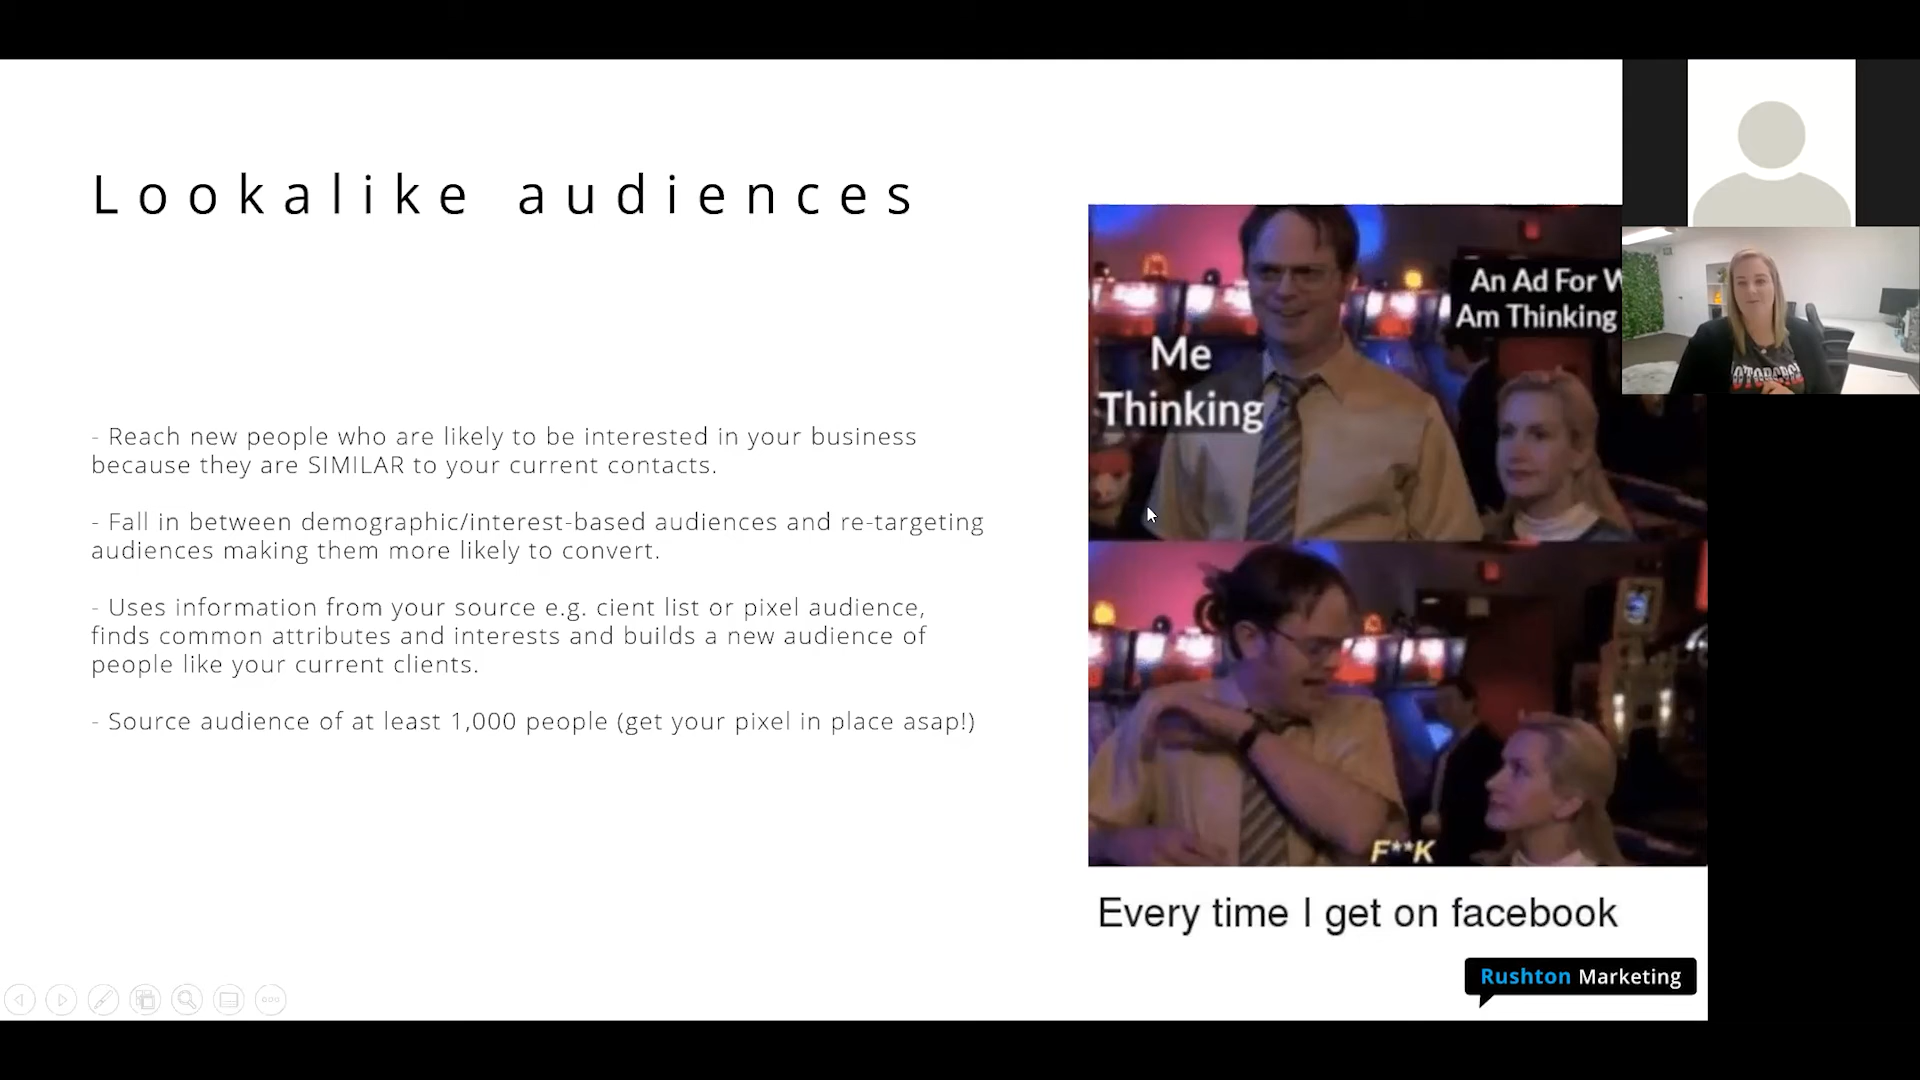 Lookalike audiences
- Reach new people who are likely to be interested in your business
because they are SIMILAR to your current contacts.
- Fall in between demographic/interest-based audiences and re-targeting
audiences making them more likely to convert.
- Uses information from your source e.g. cient list or pixel audience,
finds common attributes and interests and builds a new audience of
people like your current clients.
- Source audience of at least 1,000 people (get your pixel in place asap!)
An Ad For
Am Thinking
Me
Thinking
F**K
Every time I get on facebook
Rushton Marketing